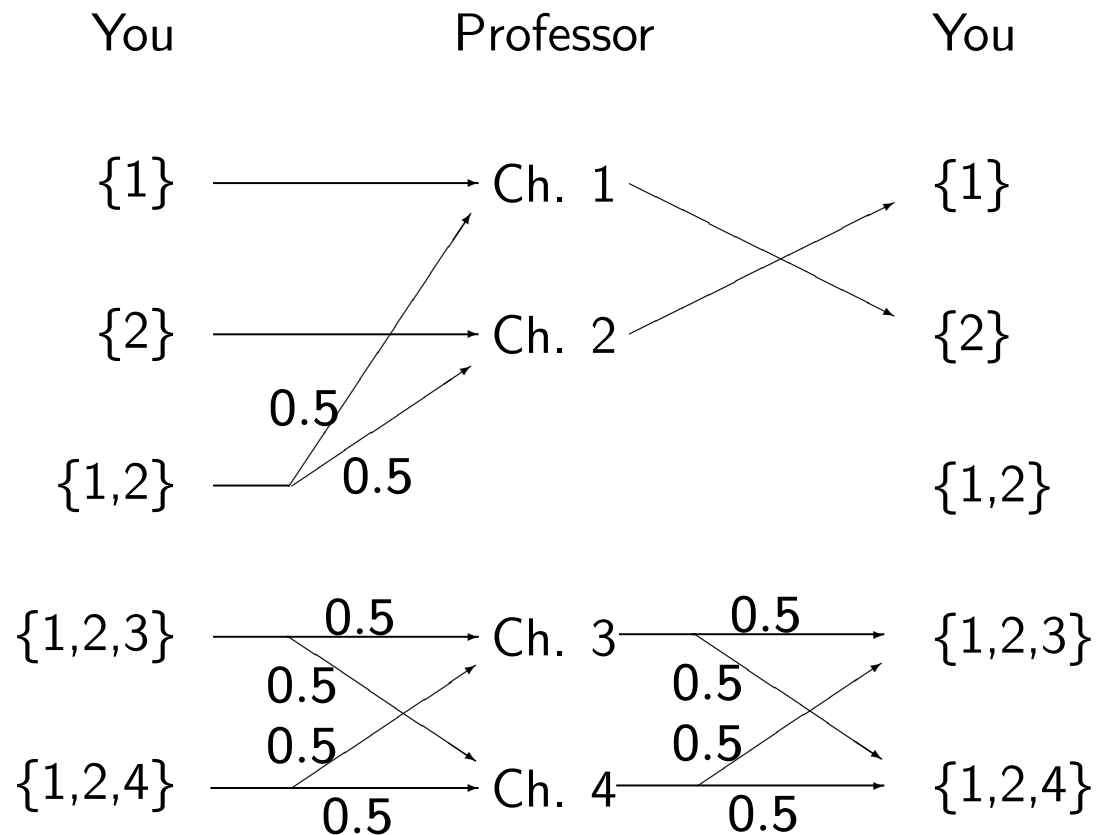 You Professor You
{1} Ch. 1 {1}
{2} Ch. 2 {2}
0.5
{1,2} 0.5 {1,2}
0.5 0.5
{1,2,3} Ch. 3 {1,2,3}
0.5 0.5
0.5 0.5
{1,2,4} Ch. 4 {1,2,4}
0.5 0.5